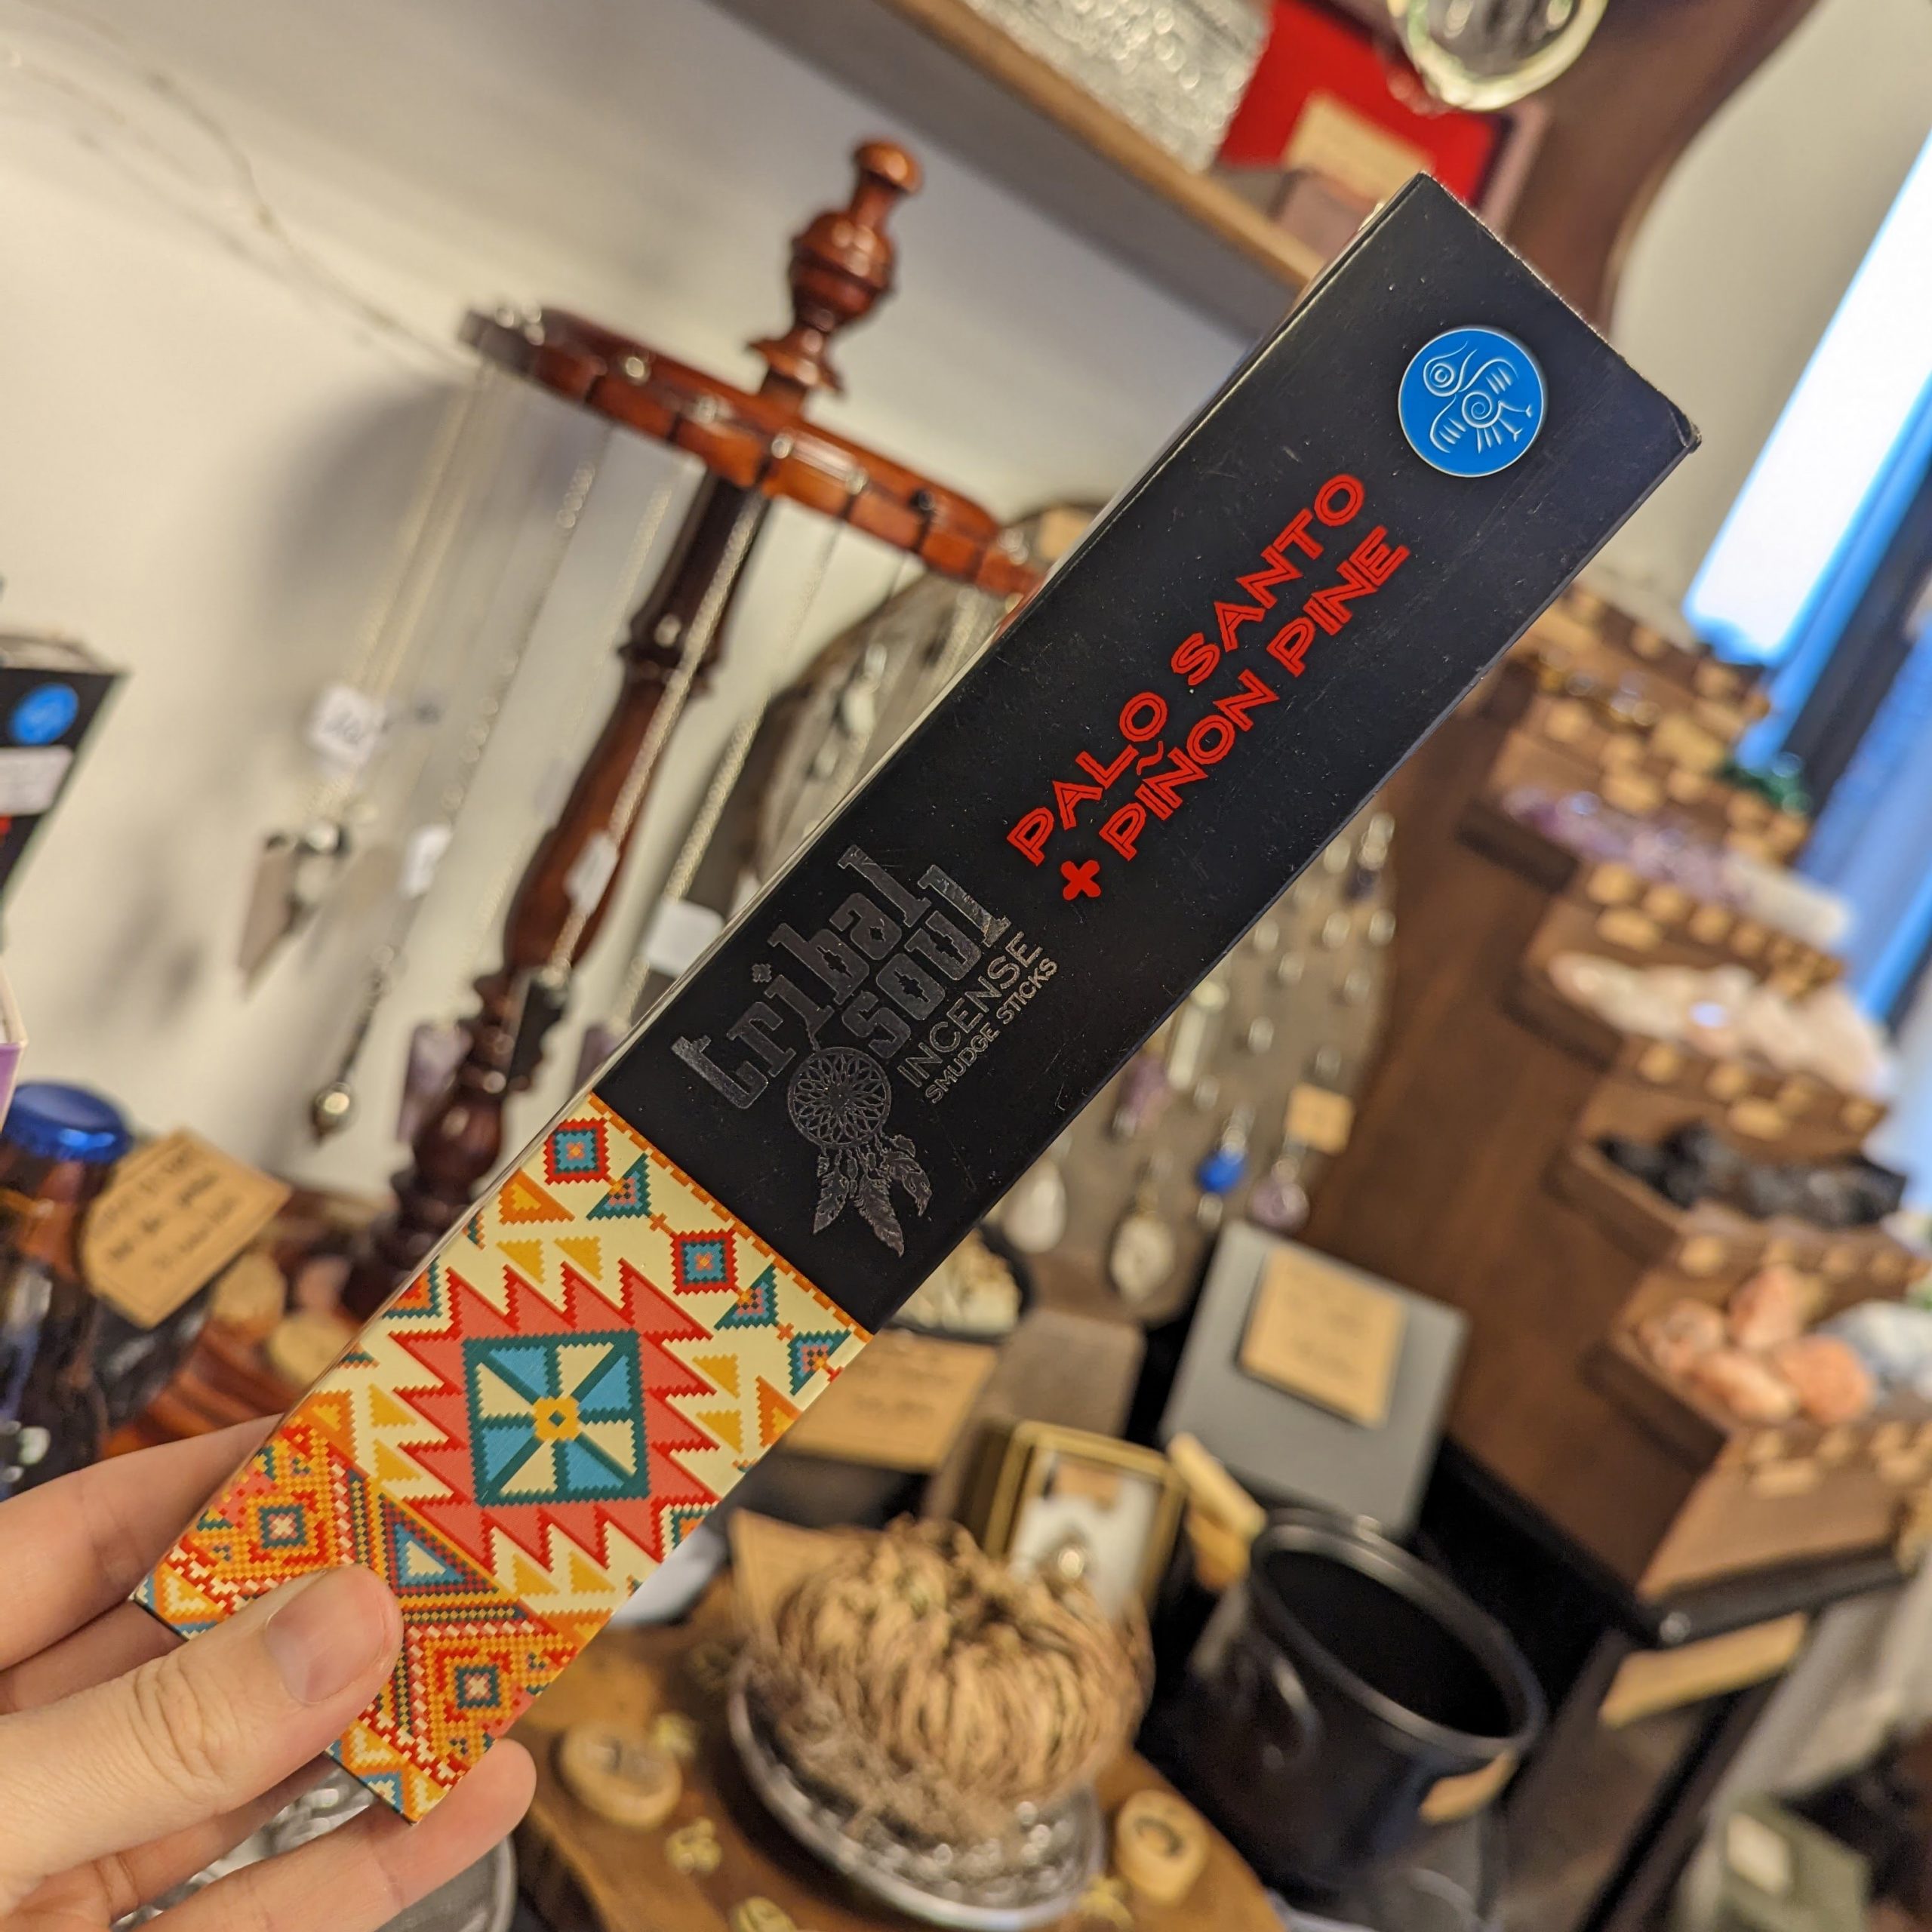 tribal
soul
INCENSE
SMUDGE STICKS
PALO SANTO
+ PIÑON PINE